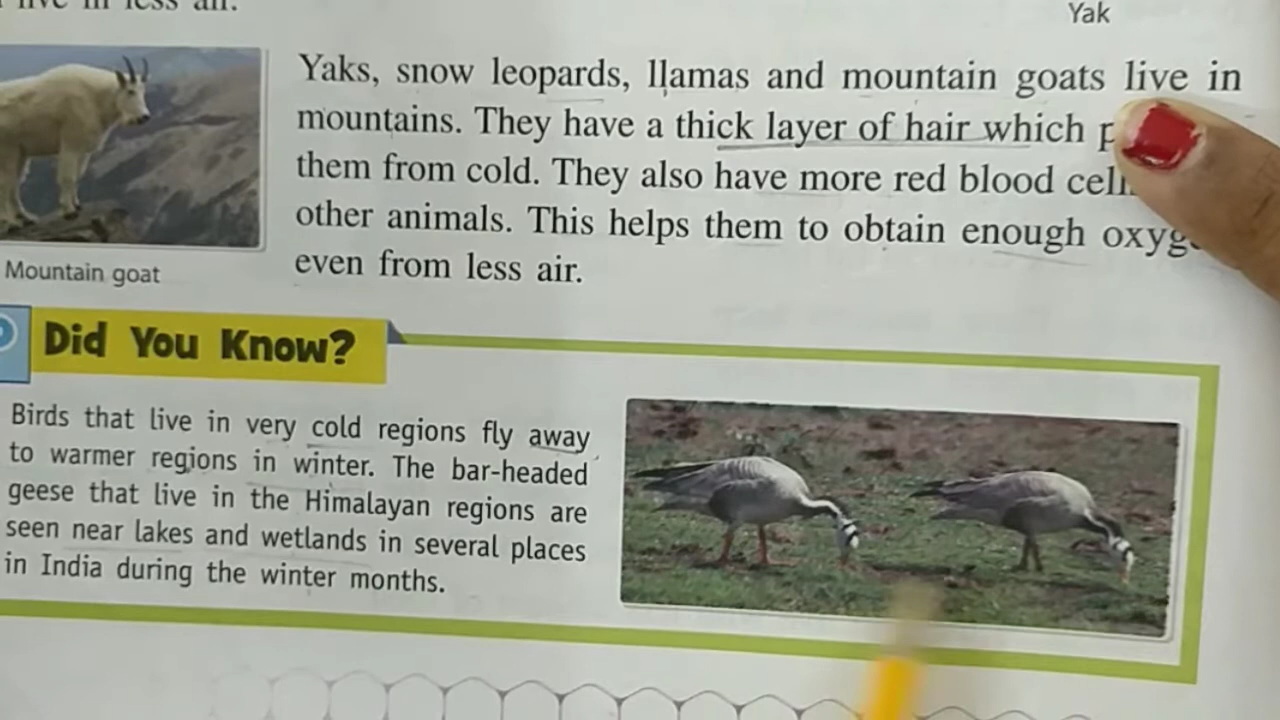 Yak
Yaks, snow leopards, llamas and mountain goats live in
mountains. They have a thick layer of hair which
them from cold. They also have more red blood
other animals. This helps them to obtain enough
even from less air.
Mountain goat
Did You Know?
Birds that live in very cold regions fly away
to warmer regions in winter. The bar-headed
geese that live in the Himalayan regions are
seen near lakes and wetlands in several places
in India during the winter months.